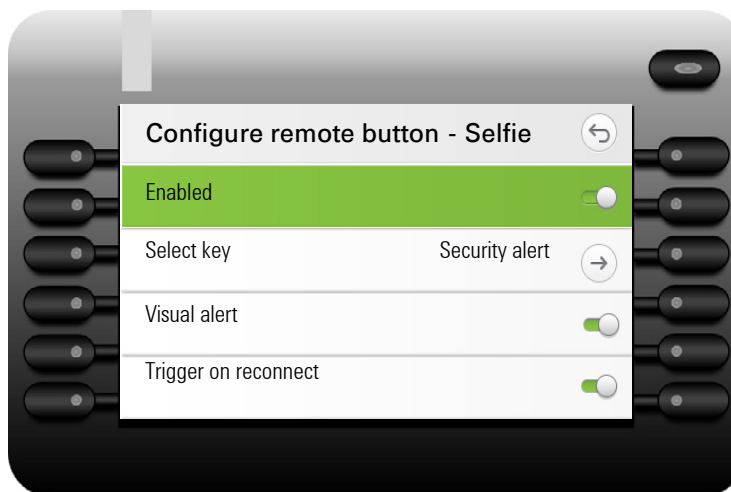 Configure remote button - Selfie
Enabled
Select key Security alert
Visual alert
Trigger on reconnect